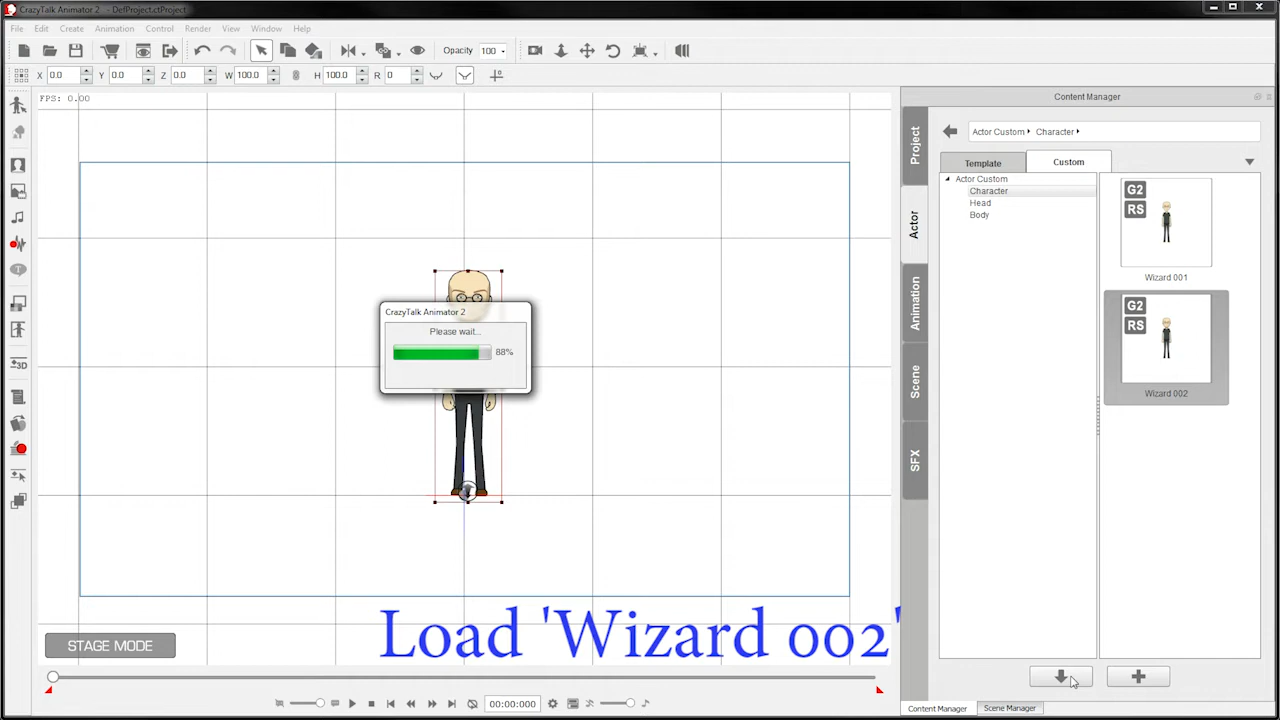 CrazyTalk Animator 2 - DefProject.ctProject
File Edit Create Animation Control Render View Window Help
Opacity 100
X 0.0 Y 0.0 Z 0.0 W 100.0 H 100.0 R 0
FPS: 0.00
Content Manager
Actor Custom Character
Template Custom
Project
Actor
Animation
Scene
SFX
Actor Custom
Character
Head
Body
G2
RS
Wizard 001
G2
RS
Wizard 002
CrazyTalk Animator 2
Please wait...
88%
3D
Load 'Wizard 002'
STAGE MODE
00:00:000
Content Manager Scene Manager